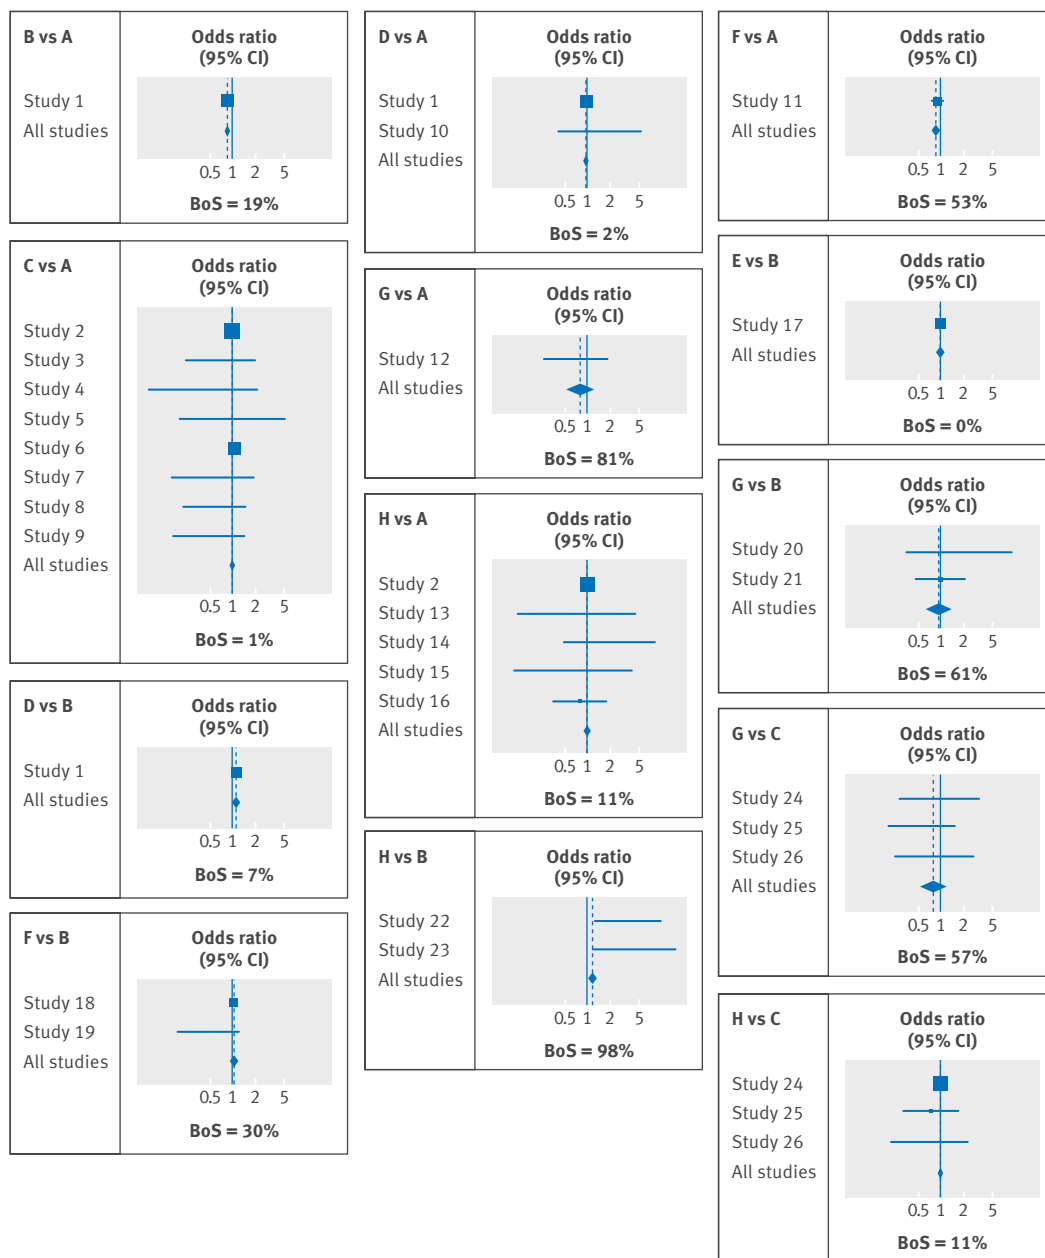 B vs A
Odds ratio
(95% CI)
Study 1
All studies
0.5 1 2 5
BoS = 19%
C vs A
Odds ratio
(95% CI)
Study 2
Study 3
Study 4
Study 5
Study 6
Study 7
Study 8
Study 9
All studies
0.5 1 2 5
BoS = 1%
D vs B
Odds ratio
(95% CI)
Study 1
All studies
0.5 1 2 5
BoS = 7%
F vs B
Odds ratio
(95% CI)
Study 18
Study 19
All studies
0.5 1 2 5
BoS = 30%
D vs A
Odds ratio
(95% CI)
Study 1
Study 10
All studies
0.5 1 2 5
BoS = 2%
G vs A
Odds ratio
(95% CI)
Study 12
All studies
0.5 1 2 5
BoS = 81%
H vs A
Odds ratio
(95% CI)
Study 2
Study 13
Study 14
Study 15
Study 16
All studies
0.5 1 2 5
BoS = 11%
H vs B
Odds ratio
(95% CI)
Study 22
Study 23
All studies
0.5 1 2 5
BoS = 98%
F vs A
Odds ratio
(95% CI)
Study 11
All studies
0.5 1 2 5
BoS = 53%
E vs B
Odds ratio
(95% CI)
Study 17
All studies
0.5 1 2 5
BoS = 0%
G vs B
Odds ratio
(95% CI)
Study 20
Study 21
All studies
0.5 1 2 5
BoS = 61%
G vs C
Odds ratio
(95% CI)
Study 24
Study 25
Study 26
All studies
0.5 1 2 5
BoS = 57%
H vs C
Odds ratio
(95% CI)
Study 24
Study 25
Study 26
All studies
0.5 1 2 5
BoS = 11%